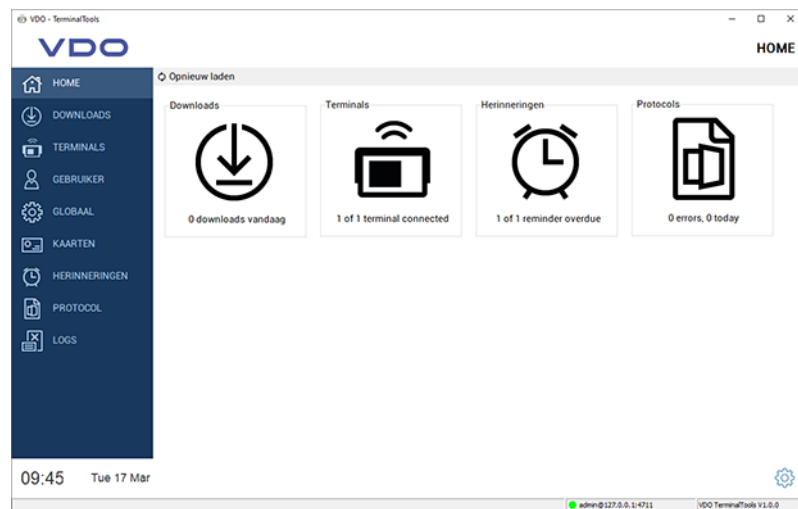 VDO - TerminalTools
VDO
HOME
HOME
Opnieuw laden
DOWNLOADS
TERMINALS
GEBRUIKER
GLOBAAL
KAARTEN
HERINNERINGEN
PROTOCOL
LOGS
Downloads
0 downloads vandaag
Terminals
1 of 1 terminal connected
Herinneringen
1 of 1 reminder overdue
Protocols
0 errors, 0 today
09:45 Tue 17 Mar
admin@127.0.0.1:4711 VDO TerminalTools V1.0.0